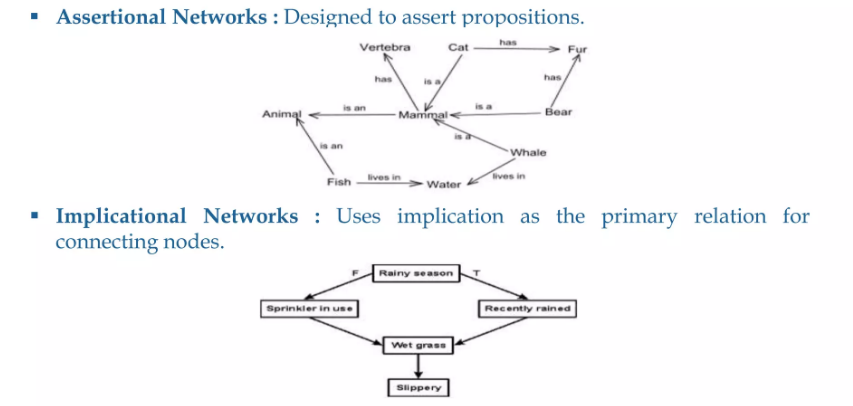 ▪ Assertional Networks : Designed to assert propositions.
Vertebra Cat has Fur
has is a has
Animal is an Mammal is a Bear
is an is a Whale
Fish lives in Water lives in
▪ Implicational Networks : Uses implication as the primary relation for
connecting nodes.
F Rainy season T
Sprinkler in use Recently rained
Wet grass
Slippery